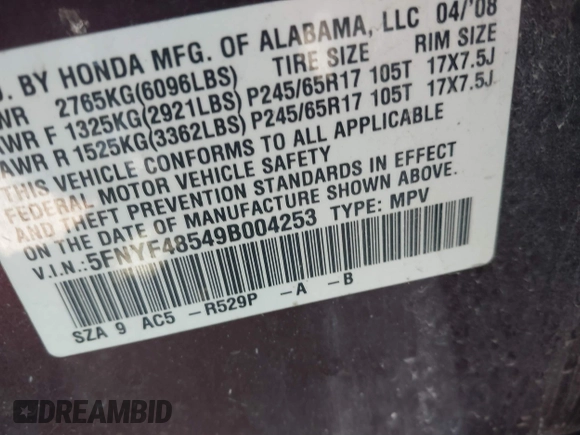 . BY HONDA MFG. OF ALABAMA, LLC 04/'08
WR 2765KG(6096LBS) TIRE SIZE RIM SIZE
AWR F 1325KG(2921LBS) P245/65R17 105T 17X7.5J
AWR R 1525KG(3362LBS) P245/65R17 105T 17X7.5J
THIS VEHICLE CONFORMS TO ALL APPLICABLE
FEDERAL MOTOR VEHICLE SAFETY
AND THEFT PREVENTION STANDARDS IN EFFECT
ON THE DATE OF MANUFACTURE SHOWN ABOVE.
V.I.N.:5FNYF48549B004253 TYPE: MPV
SZA 9 AC5 -R529P -A -B
DREAMBID